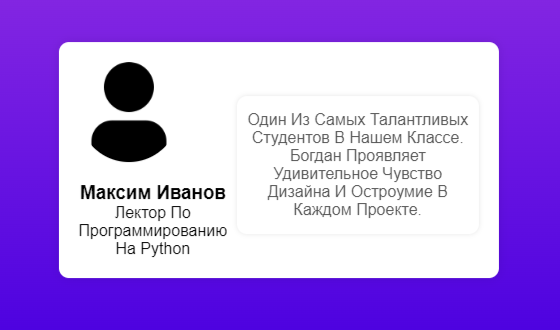 Максим Иванов
Лектор По
Программированию
На Python
Один Из Самых Талантливых
Студентов В Нашем Классе.
Богдан Проявляет
Удивительное Чувство
Дизайна И Остроумие В
Каждом Проекте.